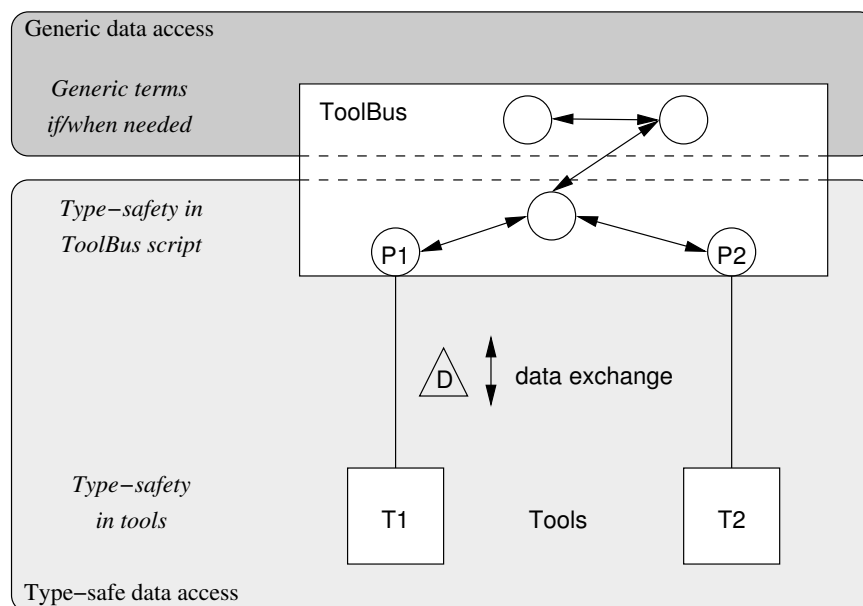 Generic data access
Generic terms
if/when needed
ToolBus
Type−safety in
ToolBus script
P1
P2
D
data exchange
Type−safety
in tools
T1
Tools
T2
Type−safe data access